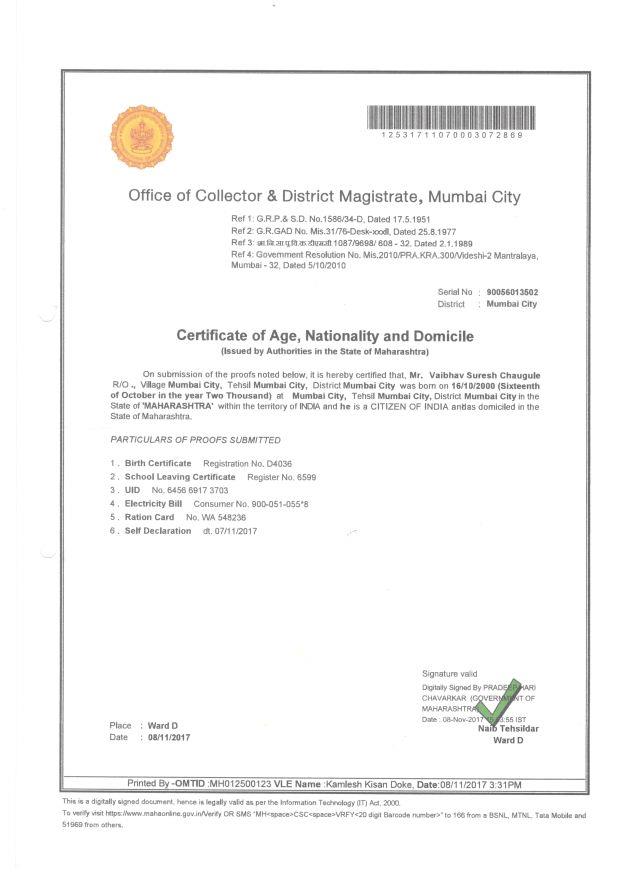 12531711070003072869
Office of Collector & District Magistrate, Mumbai City
Ref 1: G.R.P.& S.D. No.1586/34-D, Dated 17.5.1951
Ref 2: G.R.GAD No. Mis.31/76-Desk-xxdl, Dated 25.8.1977
Ref 3: 1087/9698/ 608 - 32, Dated 2.1.1989
Ref 4: Government Resolution No. Mis,2010/PRA.KRA.300/Videshi-2 Mantralaya,
Mumbai - 32, Dated 5/10/2010
Serial No : 90056013502
District : Mumbai City
Certificate of Age, Nationality and Domicile
(Issued by Authorities in the State of Maharashtra)
On submission of the proofs noted below, it is hereby certified that, Mr. Vaibhav Suresh Chaugule
R/O ., Village Mumbai City, Tehsil Mumbai City, District Mumbai City was born on 16/10/2000 (Sixteenth
of October in the year Two Thousand) at Mumbai City, Tehsil Mumbai City, District Mumbai City in the
State of 'MAHARASHTRA' within the territory of INDIA and he is a CITIZEN OF INDIA domiciled in the
State of Maharashtra.
PARTICULARS OF PROOFS SUBMITTED
1 . Birth Certificate Registration No. D4036
2 . School Leaving Certificate Register No. 6599
3 . UID No. 6456 6917 3703
4 . Electricity Bill Consumer No. 900-051-055*8
5 . Ration Card No. WA 548236
6 . Self Declaration dt. 07/11/2017
Signature valid
Digitally Signed By PRADEEP HARI
CHAVARKAR (GOVERNMENT OF
MAHARASHTRA)
Date : 08-Nov-2017 :55 IST
Naib Tehsildar
Ward D
Place : Ward D
Date : 08/11/2017
Printed By -OMTID :MH012500123 VLE Name :Kamlesh Kisan Doke, Date:08/11/2017 3:31PM
This is a digitally signed document, hence is legally valid as per the Information Technology (IT) Act, 2000.
To verify visit https://www.mahaonline.gov.in/Verify OR SMS "MH<space>CSC<space>VRFY<20 digit Barcode number>" to 166 from a BSNL, MTNL, Tata Mobile and
51969 from others.